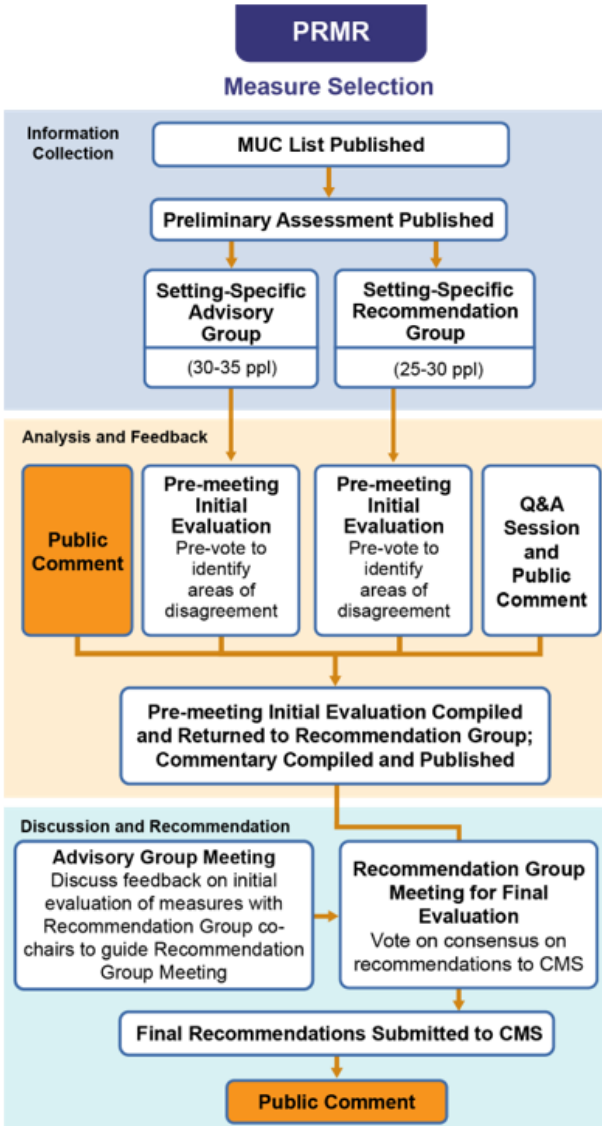 PRMR
Measure Selection
Information
Collection
MUC List Published
Preliminary Assessment Published
Setting-Specific
Advisory
Group
(30-35 ppl)
Setting-Specific
Recommendation
Group
(25-30 ppl)
Analysis and Feedback
Public
Comment
Pre-meeting
Initial
Evaluation
Pre-vote to
identify
areas of
disagreement
Pre-meeting
Initial
Evaluation
Pre-vote to
identify
areas of
disagreement
Q&A
Session
and
Public
Comment
Pre-meeting Initial Evaluation Compiled
and Returned to Recommendation Group;
Commentary Compiled and Published
Discussion and Recommendation
Advisory Group Meeting
Discuss feedback on initial
evaluation of measures with
Recommendation Group co-
chairs to guide Recommendation
Group Meeting
Recommendation Group
Meeting for Final
Evaluation
Vote on consensus on
recommendations to CMS
Final Recommendations Submitted to CMS
Public Comment